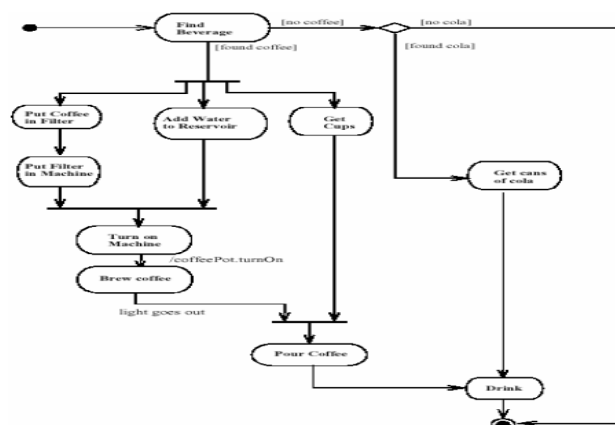 Find
Beverage
[no coffee]
[no cola]
[found coffee]
[found cola]
Put Coffee
in Filter
Add Water
to Reservoir
Get
Cups
Put Filter
in Machine
Get cans
of cola
Turn on
Machine
/coffeePot.turnOn
Brew coffee
light goes out
Pour Coffee
Drink